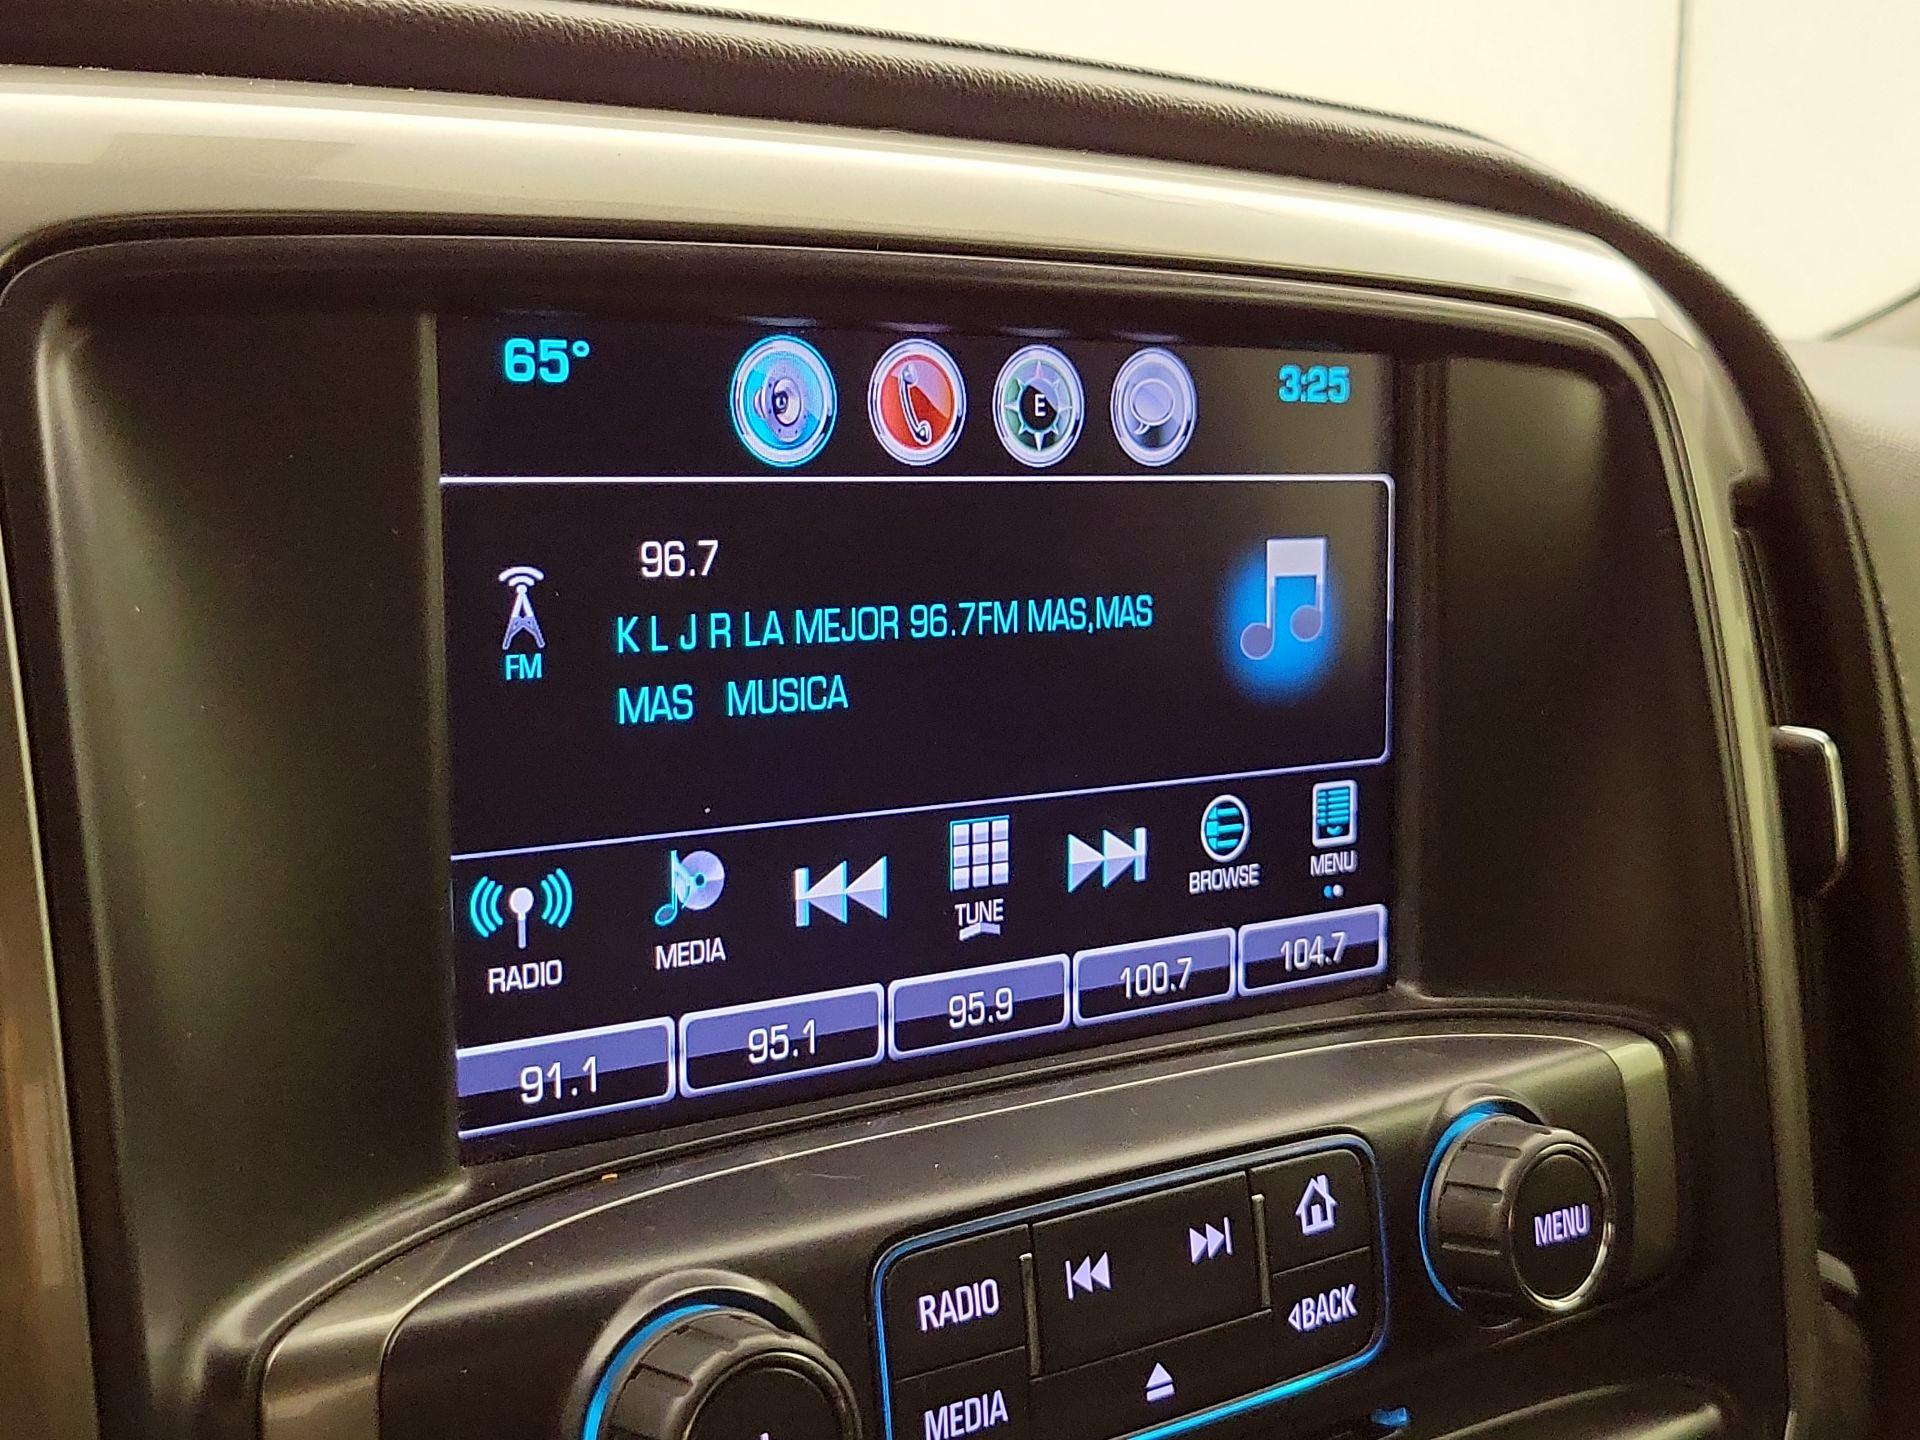 65°
E
3:25
96.7
K L J R LA MEJOR 96.7FM MAS,MAS
MAS MUSICA
FM
RADIO
MEDIA
TUNE
BROWSE
MENU
91.1
95.1
95.9
100.7
104.7
RADIO
MEDIA
BACK
MENU